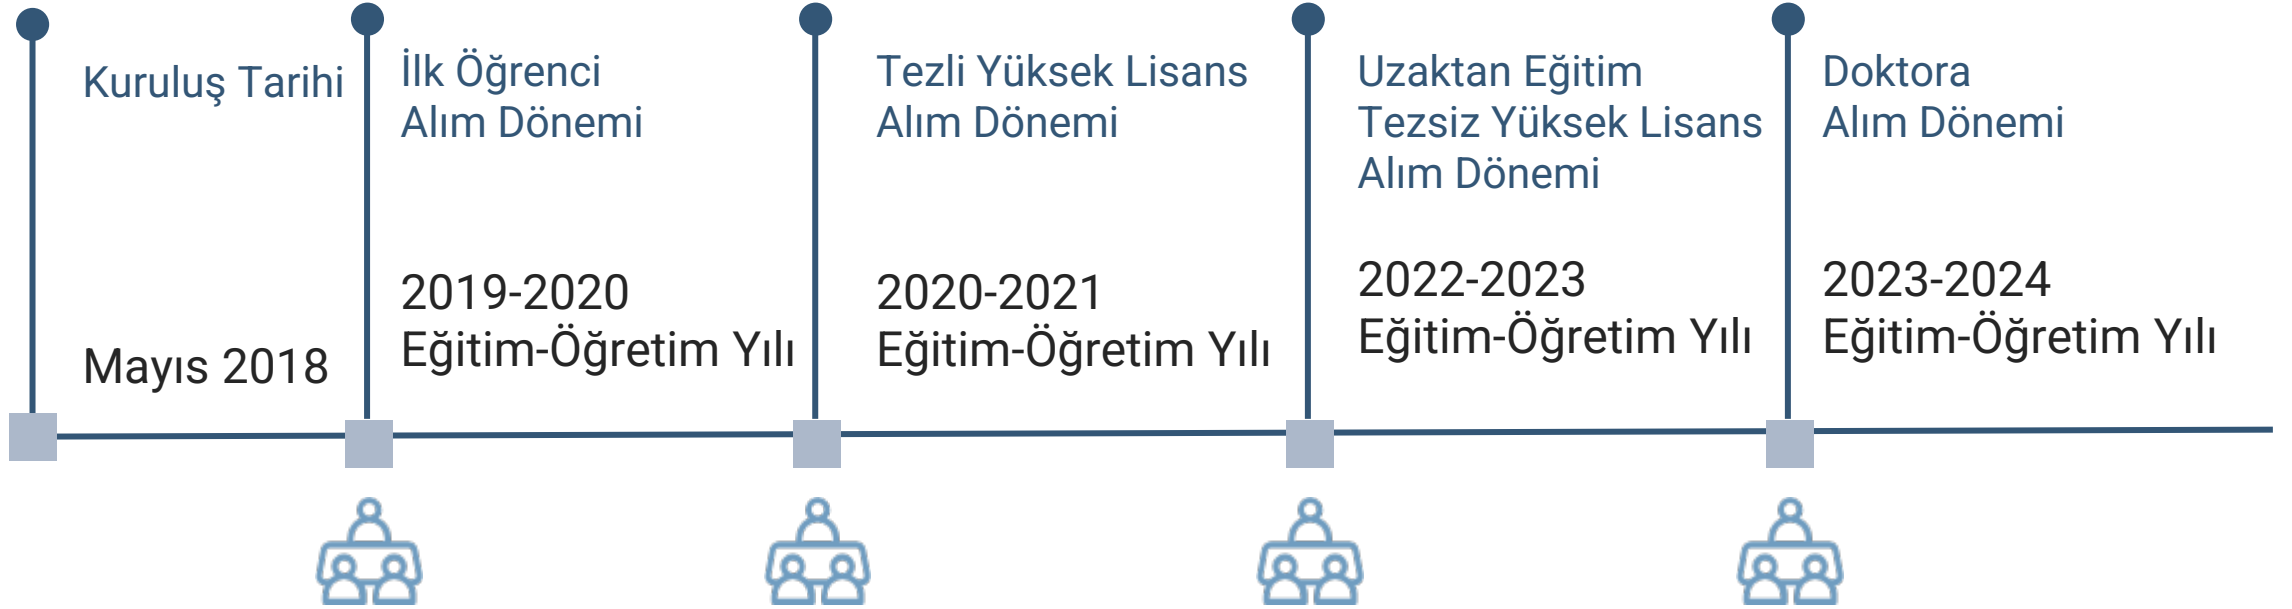 Kuruluş Tarihi
Mayıs 2018
İlk Öğrenci
Alım Dönemi
2019-2020
Eğitim-Öğretim Yılı
Tezli Yüksek Lisans
Alım Dönemi
2020-2021
Eğitim-Öğretim Yılı
Uzaktan Eğitim
Tezsiz Yüksek Lisans
Alım Dönemi
2022-2023
Eğitim-Öğretim Yılı
Doktora
Alım Dönemi
2023-2024
Eğitim-Öğretim Yılı